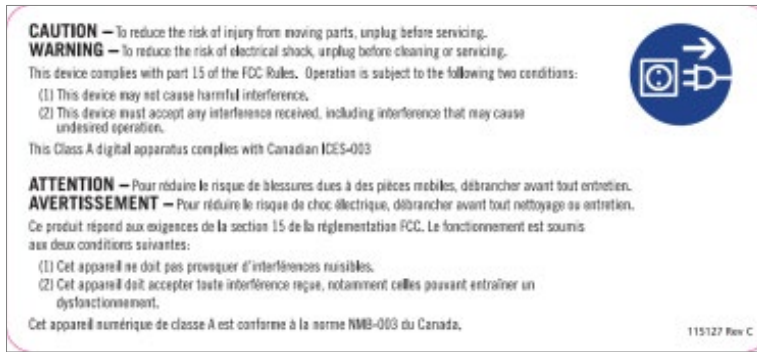 CAUTION – To reduce the risk of injury from moving parts, unplug before servicing.
WARNING – To reduce the risk of electrical shock, unplug before cleaning or servicing.
This device complies with part 15 of the FCC Rules. Operation is subject to the following two conditions:
(1) This device may not cause harmful interference.
(2) This device must accept any interference received, including interference that may cause
undesired operation.
This Class A digital apparatus complies with Canadian ICES-003
ATTENTION – Pour réduire le risque de blessures dues à des pièces mobiles, débrancher avant tout entretien.
AVERTISSEMENT – Pour réduire le risque de choc électrique, débrancher avant tout nettoyage ou entretien.
Ce produit répond aux exigences de la section 15 de la réglementation FCC. Le fonctionnement est soumis
aux deux conditions suivantes:
(1) Cet appareil ne doit pas provoquer d'interférences nuisibles.
(2) Cet appareil doit accepter toute interférence reçue, notamment celles pouvant entraîner un
dysfonctionnement.
Cet appareil numérique de classe A est conforme à la norme NMB-003 du Canada.
115127 Rev C